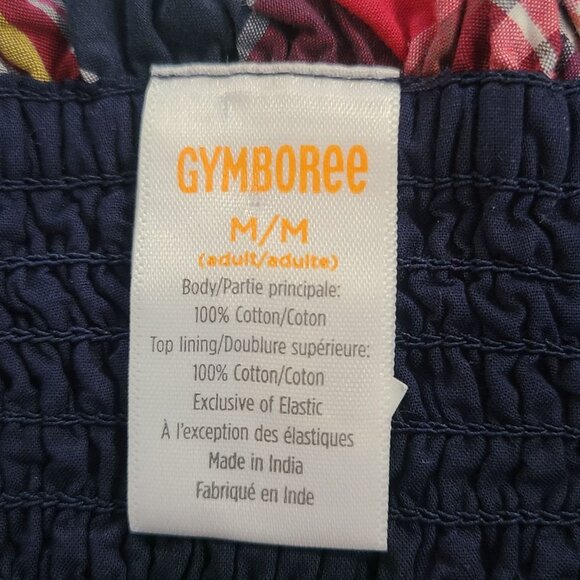 GYMBOREE
M/M
(adult/adulte)
Body/Partie principale:
100% Cotton/Coton
Top lining/Doublure supérieure:
100% Cotton/Coton
Exclusive of Elastic
À l'exception des élastiques
Made in India
Fabriqué en Inde